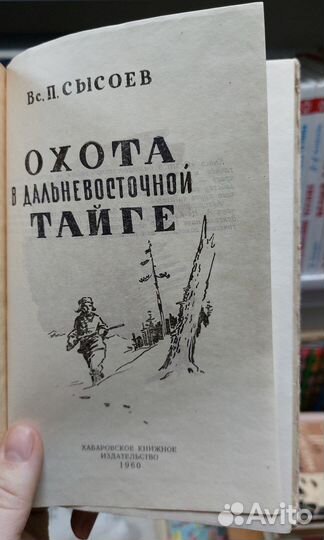 Вс. П. СЫСОЕВ
ОХОТА
В ДАЛЬНЕВОСТОЧНОЙ
ТАЙГЕ
ХАБАРОВСКОЕ КНИЖНОЕ
ИЗДАТЕЛЬСТВО
1960
Avito